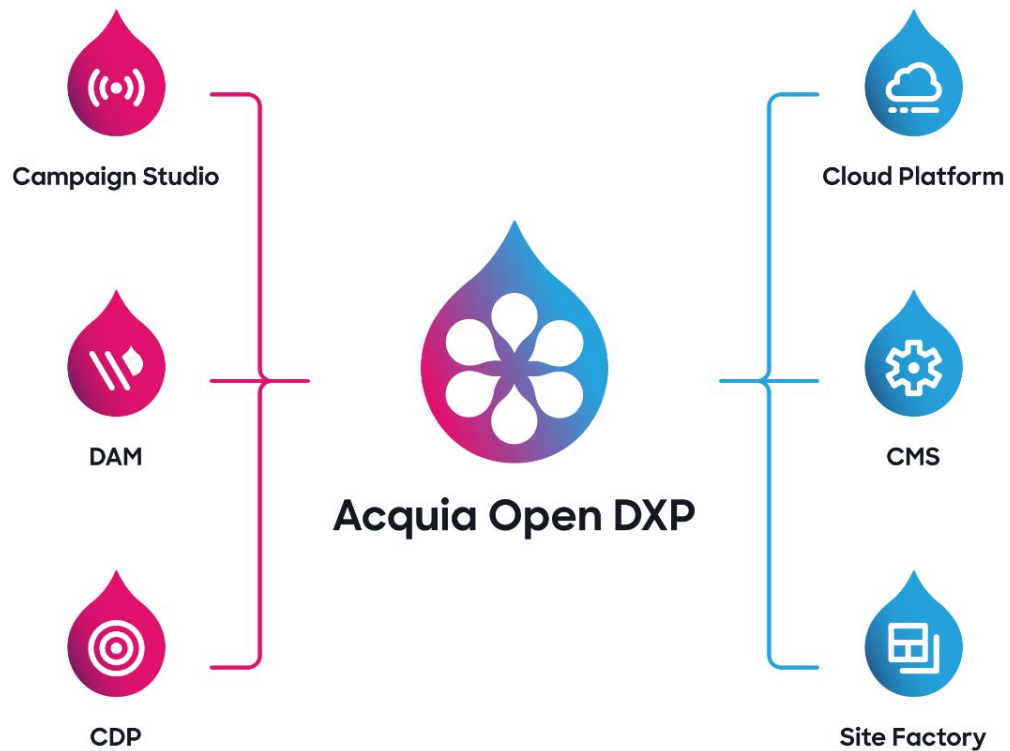 Campaign Studio
DAM
CDP
Acquia Open DXP
Cloud Platform
CMS
Site Factory